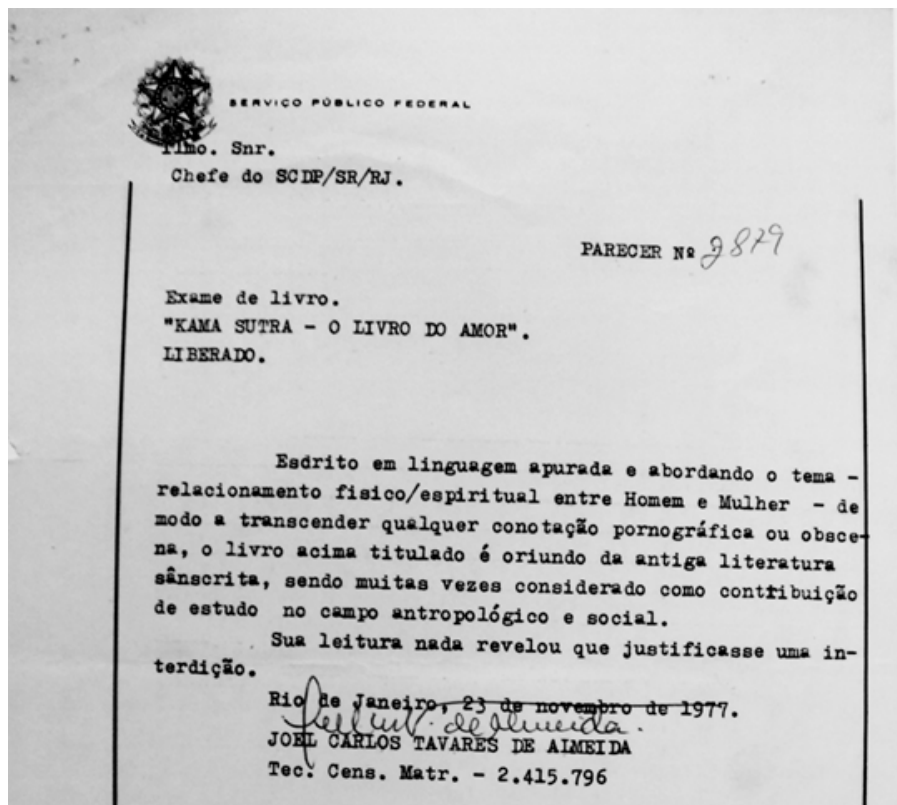 SERVIÇO PÚBLICO FEDERAL
Ilmo. Snr.
Chefe do SCDP/SR/RJ.
PARECER Nº 2879
Exame de livro.
"KAMA SUTRA - O LIVRO DO AMOR".
LIBERADO.
Esdrito em linguagem apurada e abordando o tema -
relacionamento fisico/espiritual entre Homem e Mulher - de
modo a transcender qualquer conotação pornográfica ou obsce-
na, o livro acima titulado é oriundo da antiga literatura
sânscrita, sendo muitas vezes considerado como contribuição
de estudo no campo antropológico e social.
Sua leitura nada revelou que justificasse uma in-
terdição.
Rio de Janeiro, 23 de novembro de 1977.
de Almeida.
JOEL CARLOS TAVARES DE ALMEIDA
Tec. Cens. Matr. - 2.415.796